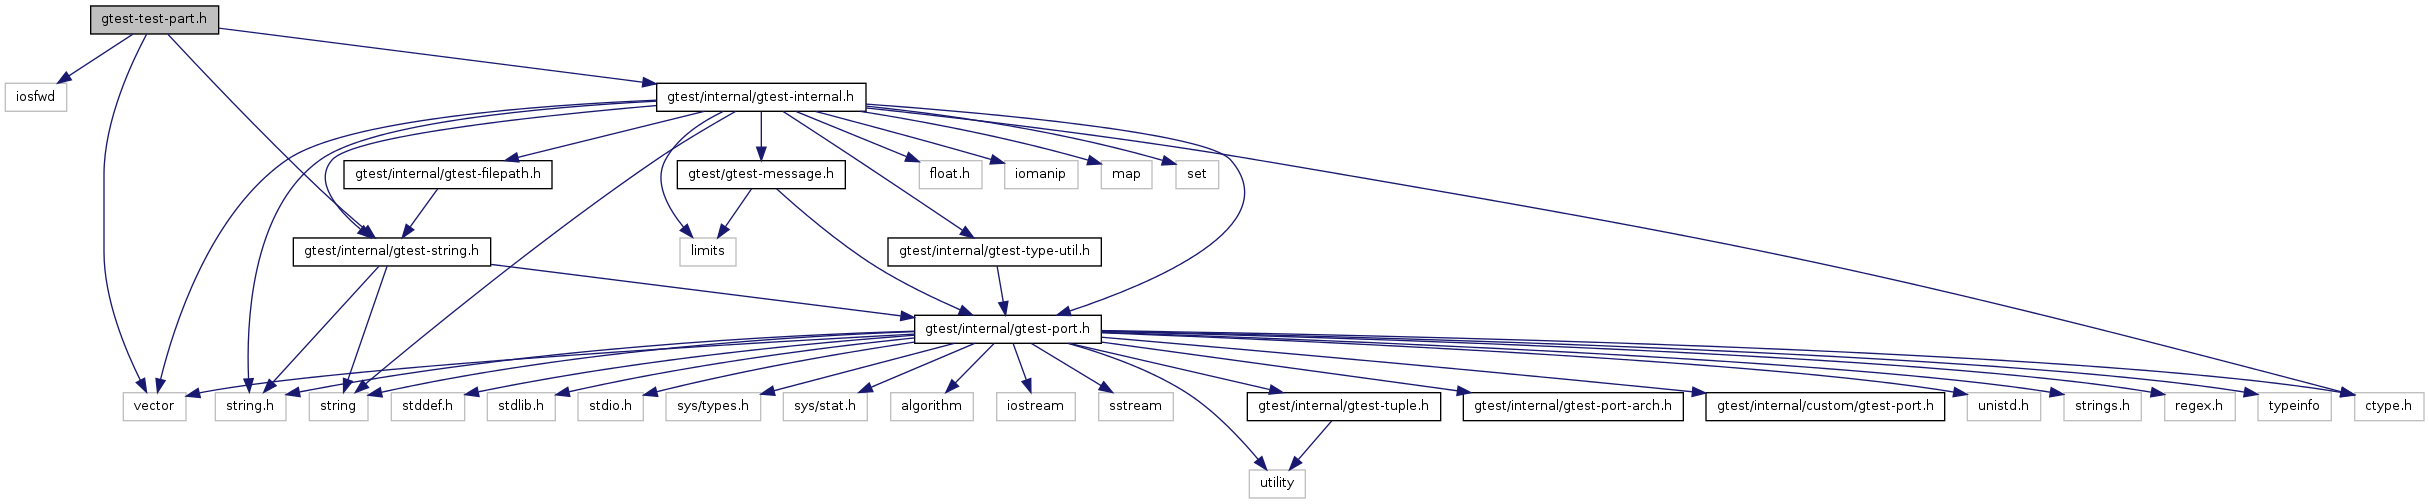 gtest-test-part.h
iosfwd
gtest/internal/gtest-internal.h
gtest/internal/gtest-filepath.h
gtest/gtest-message.h
float.h
iomanip
map
set
gtest/internal/gtest-string.h
limits
gtest/internal/gtest-type-util.h
gtest/internal/gtest-port.h
vector
string.h
string
stddef.h
stdlib.h
stdio.h
sys/types.h
sys/stat.h
algorithm
iostream
sstream
gtest/internal/gtest-tuple.h
gtest/internal/gtest-port-arch.h
gtest/internal/custom/gtest-port.h
unistd.h
strings.h
regex.h
typeinfo
ctype.h
utility